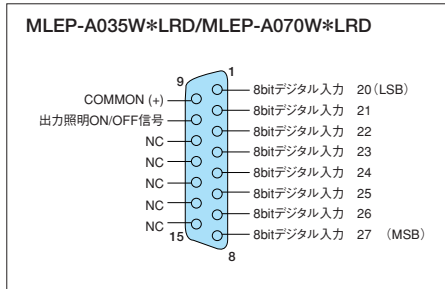 MLEP-A035W*LRD/MLEP-A070W*LRD
9
1
COMMON (+)
出力照明ON/OFF信号
NC
NC
NC
NC
NC
15
8
8bitデジタル入力 20(LSB)
8bitデジタル入力 21
8bitデジタル入力 22
8bitデジタル入力 23
8bitデジタル入力 24
8bitデジタル入力 25
8bitデジタル入力 26
8bitデジタル入力 27 (MSB)